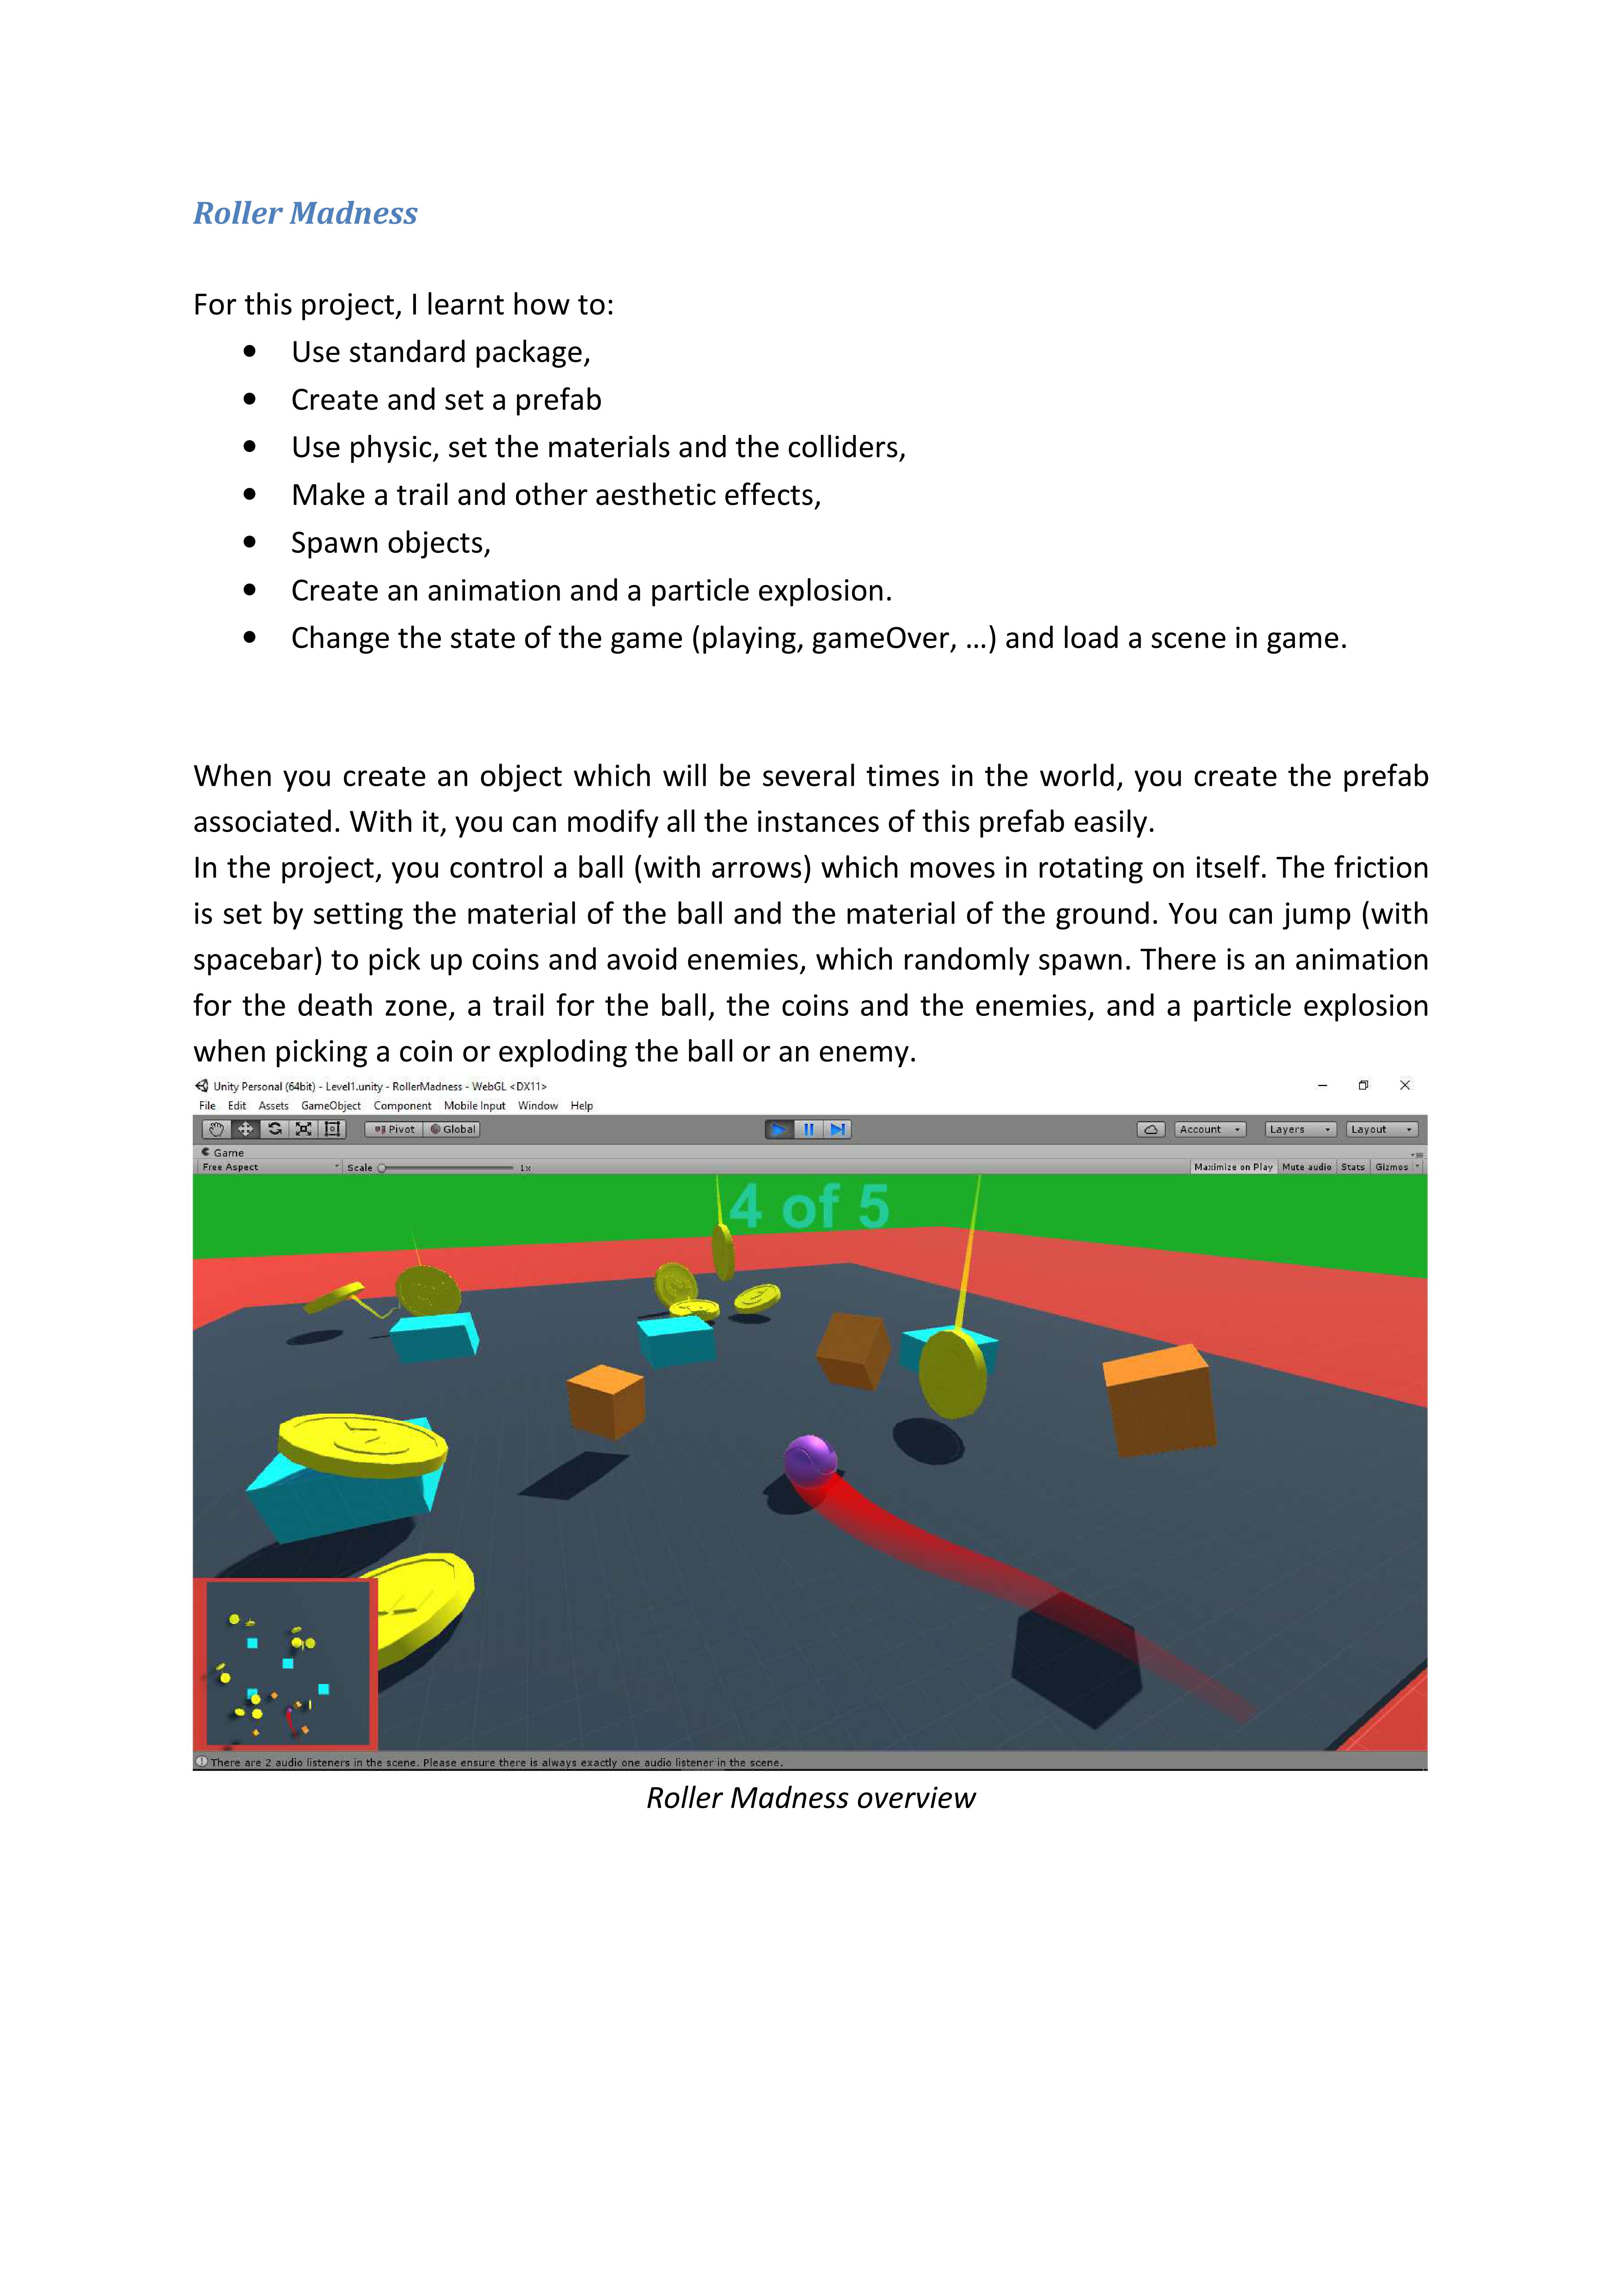 Roller Madness
For this project, I learnt how to:
• Use standard package,
• Create and set a prefab
• Use physic, set the materials and the colliders,
• Make a trail and other aesthetic effects,
• Spawn objects,
• Create an animation and a particle explosion.
• Change the state of the game (playing, gameOver, …) and load a scene in game.
When you create an object which will be several times in the world, you create the prefab
associated. With it, you can modify all the instances of this prefab easily.
In the project, you control a ball (with arrows) which moves in rotating on itself. The friction
is set by setting the material of the ball and the material of the ground. You can jump (with
spacebar) to pick up coins and avoid enemies, which randomly spawn. There is an animation
for the death zone, a trail for the ball, the coins and the enemies, and a particle explosion
when picking a coin or exploding the ball or an enemy.
Unity Personal (64bit) - Level1.unity - RollerMadness - WebGL <DX11>
File Edit Assets GameObject Component Mobile Input Window Help
Pivot Global Account Layers Layout
Game
Free Aspect Scale 1x Maximize on Play Mute audio Stats Gizmos
4 of 5
There are 2 audio listeners in the scene. Please ensure there is always exactly one audio listener in the scene.
Roller Madness overview